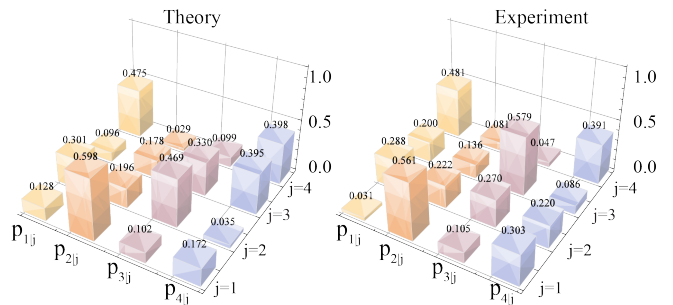 Theory
Experiment
1.0
0.5
0.0
0.475
0.096
0.029
0.099
0.398
0.301
0.178
0.330
0.395
0.598
0.196
0.469
0.035
0.128
0.102
0.172
p1|j
p2|j
p3|j
p4|j
j=1
j=2
j=3
j=4
1.0
0.5
0.0
0.481
0.200
0.081
0.579
0.047
0.391
0.288
0.136
0.086
0.561
0.222
0.270
0.220
0.031
0.105
0.303
p1|j
p2|j
p3|j
p4|j
j=1
j=2
j=3
j=4